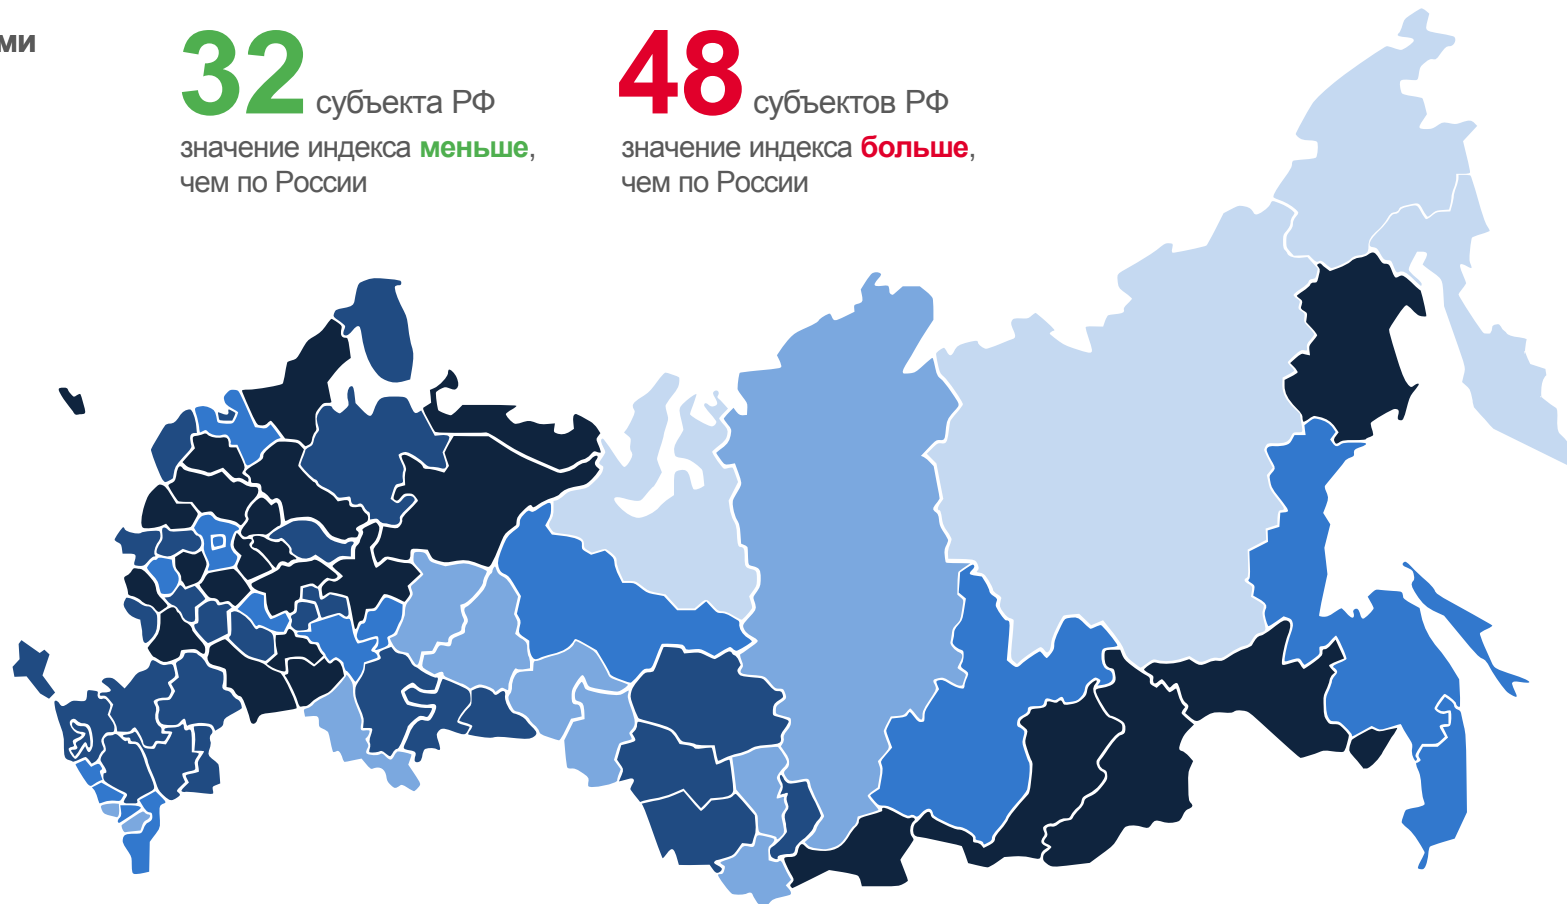 ми
32 субъекта РФ
значение индекса меньше,
чем по России
48 субъектов РФ
значение индекса больше,
чем по России